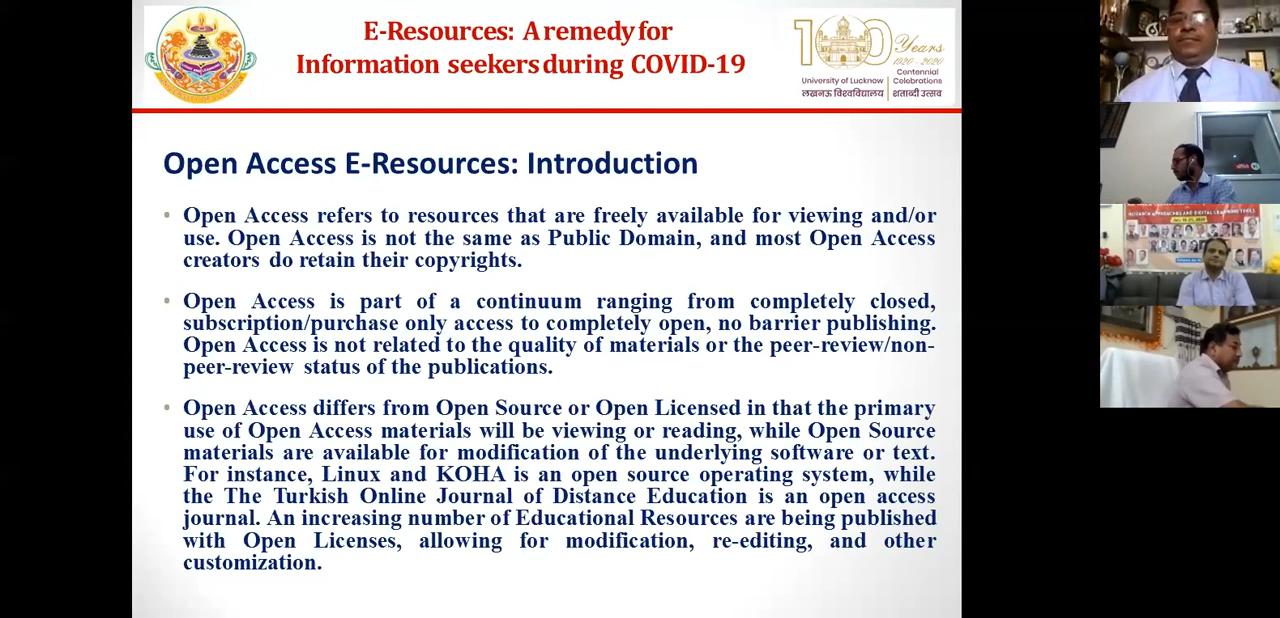 E-Resources: A remedy for
Information seekers during COVID-19
100 Years
1920 - 2020
University of Lucknow
लखनऊ विश्वविद्यालय
Centennial
Celebrations
शताब्दी उत्सव
Open Access E-Resources: Introduction
• Open Access refers to resources that are freely available for viewing and/or
use. Open Access is not the same as Public Domain, and most Open Access
creators do retain their copyrights.
• Open Access is part of a continuum ranging from completely closed,
subscription/purchase only access to completely open, no barrier publishing.
Open Access is not related to the quality of materials or the peer-review/non-
peer-review status of the publications.
• Open Access differs from Open Source or Open Licensed in that the primary
use of Open Access materials will be viewing or reading, while Open Source
materials are available for modification of the underlying software or text.
For instance, Linux and KOHA is an open source operating system, while
the The Turkish Online Journal of Distance Education is an open access
journal. An increasing number of Educational Resources are being published
with Open Licenses, allowing for modification, re-editing, and other
customization.
RESEARCH APPROACHES AND DIGITAL LEARNING TOOLS